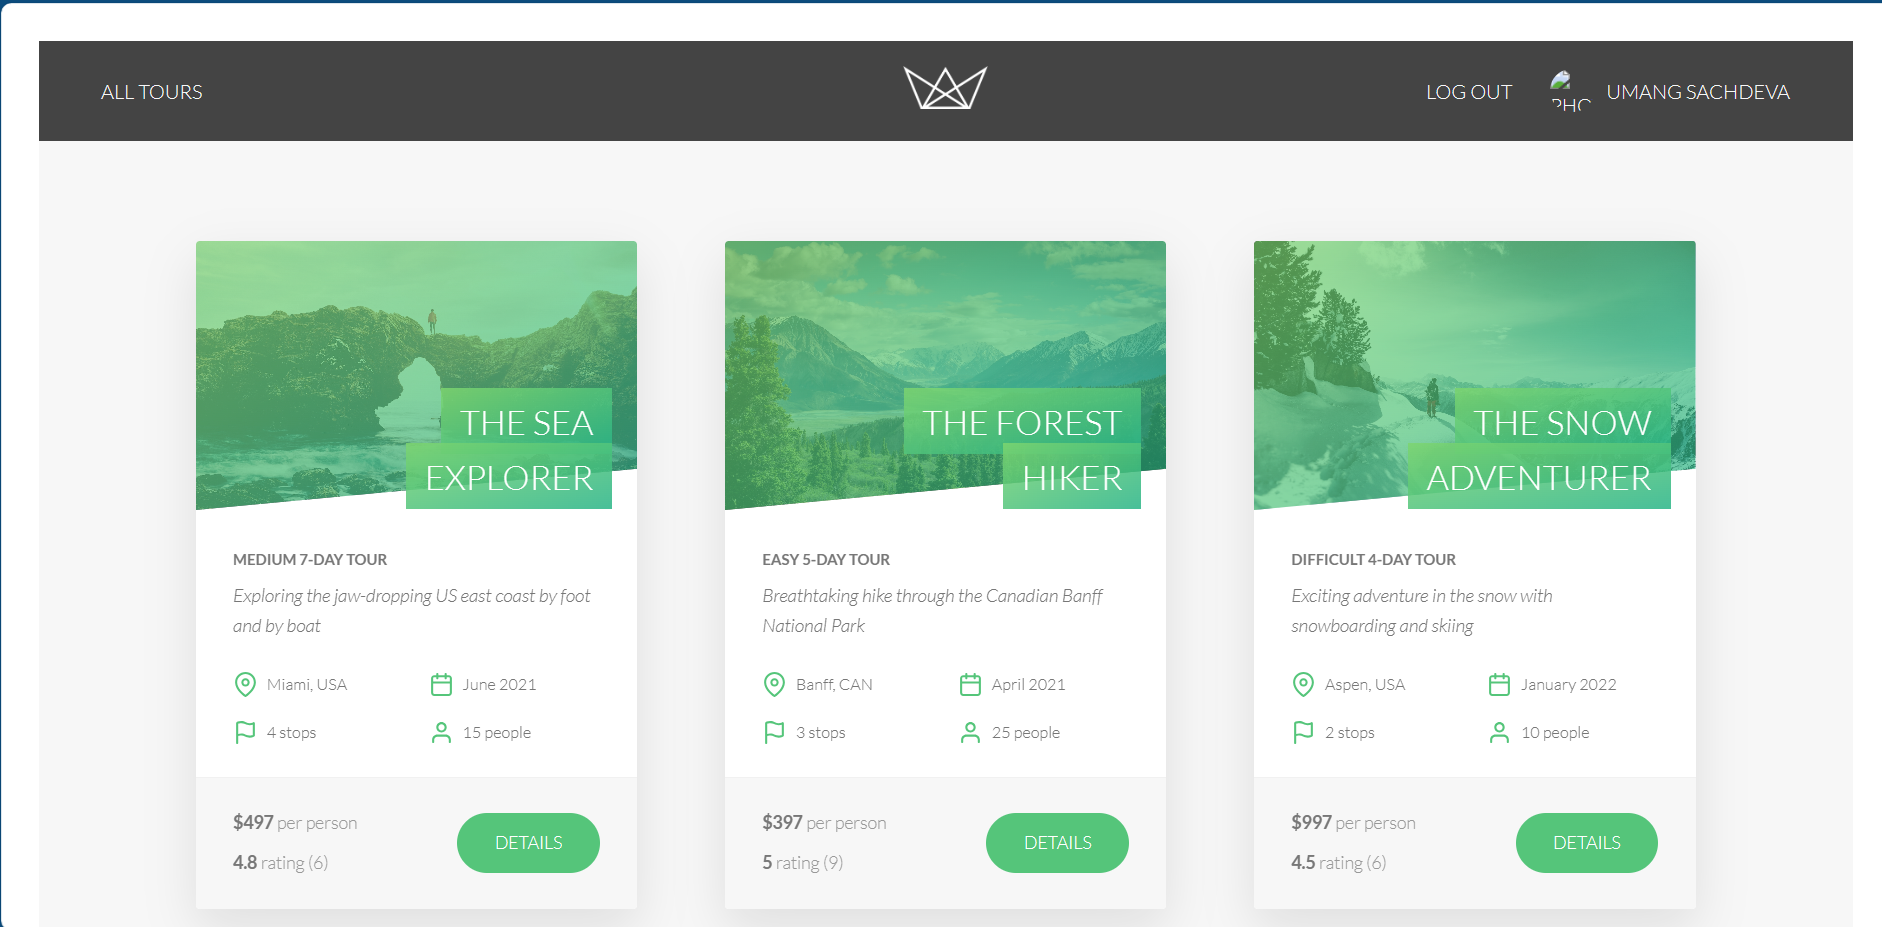 ALL TOURS
LOG OUT
UMANG SACHDEVA
THE SEA
EXPLORER
MEDIUM 7-DAY TOUR
Exploring the jaw-dropping US east coast by foot
and by boat
Miami, USA
June 2021
4 stops
15 people
$497 per person
4.8 rating (6)
DETAILS
THE FOREST
HIKER
EASY 5-DAY TOUR
Breathtaking hike through the Canadian Banff
National Park
Banff, CAN
April 2021
3 stops
25 people
$397 per person
5 rating (9)
DETAILS
THE SNOW
ADVENTURER
DIFFICULT 4-DAY TOUR
Exciting adventure in the snow with
snowboarding and skiing
Aspen, USA
January 2022
2 stops
10 people
$997 per person
4.5 rating (6)
DETAILS